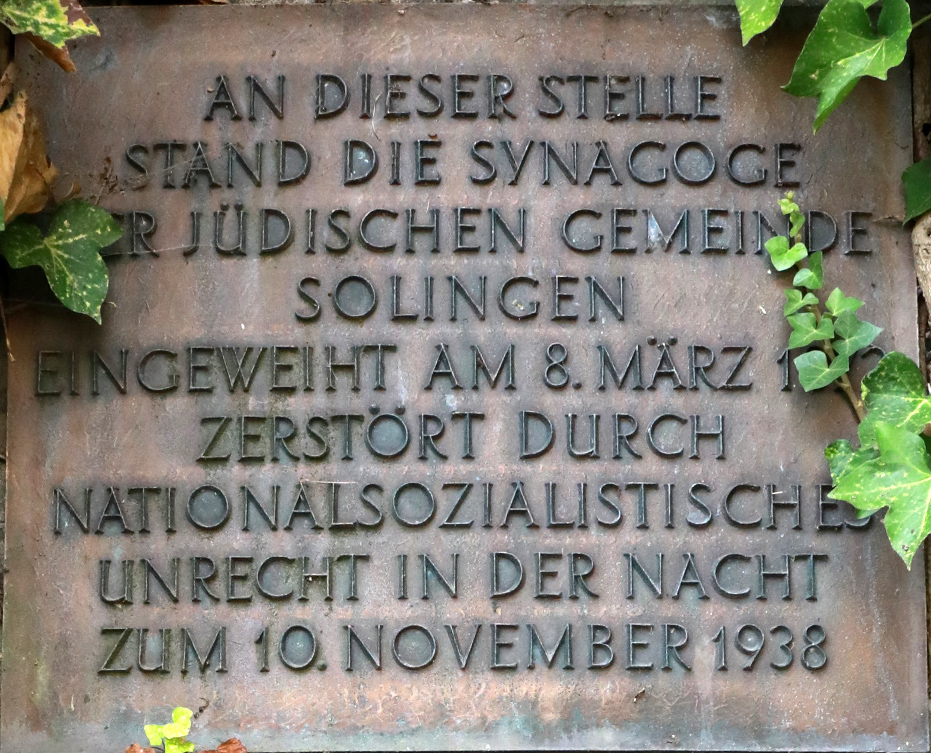 AN DIESER STELLE
STAND DIE SYNAGOGE
DER JÜDISCHEN GEMEINDE
SOLINGEN
EINGEWEIHT AM 8. MÄRZ
ZERSTÖRT DURCH
NATIONALSOZIALISTISCHES
UNRECHT IN DER NACHT
ZUM 10. NOVEMBER 1938